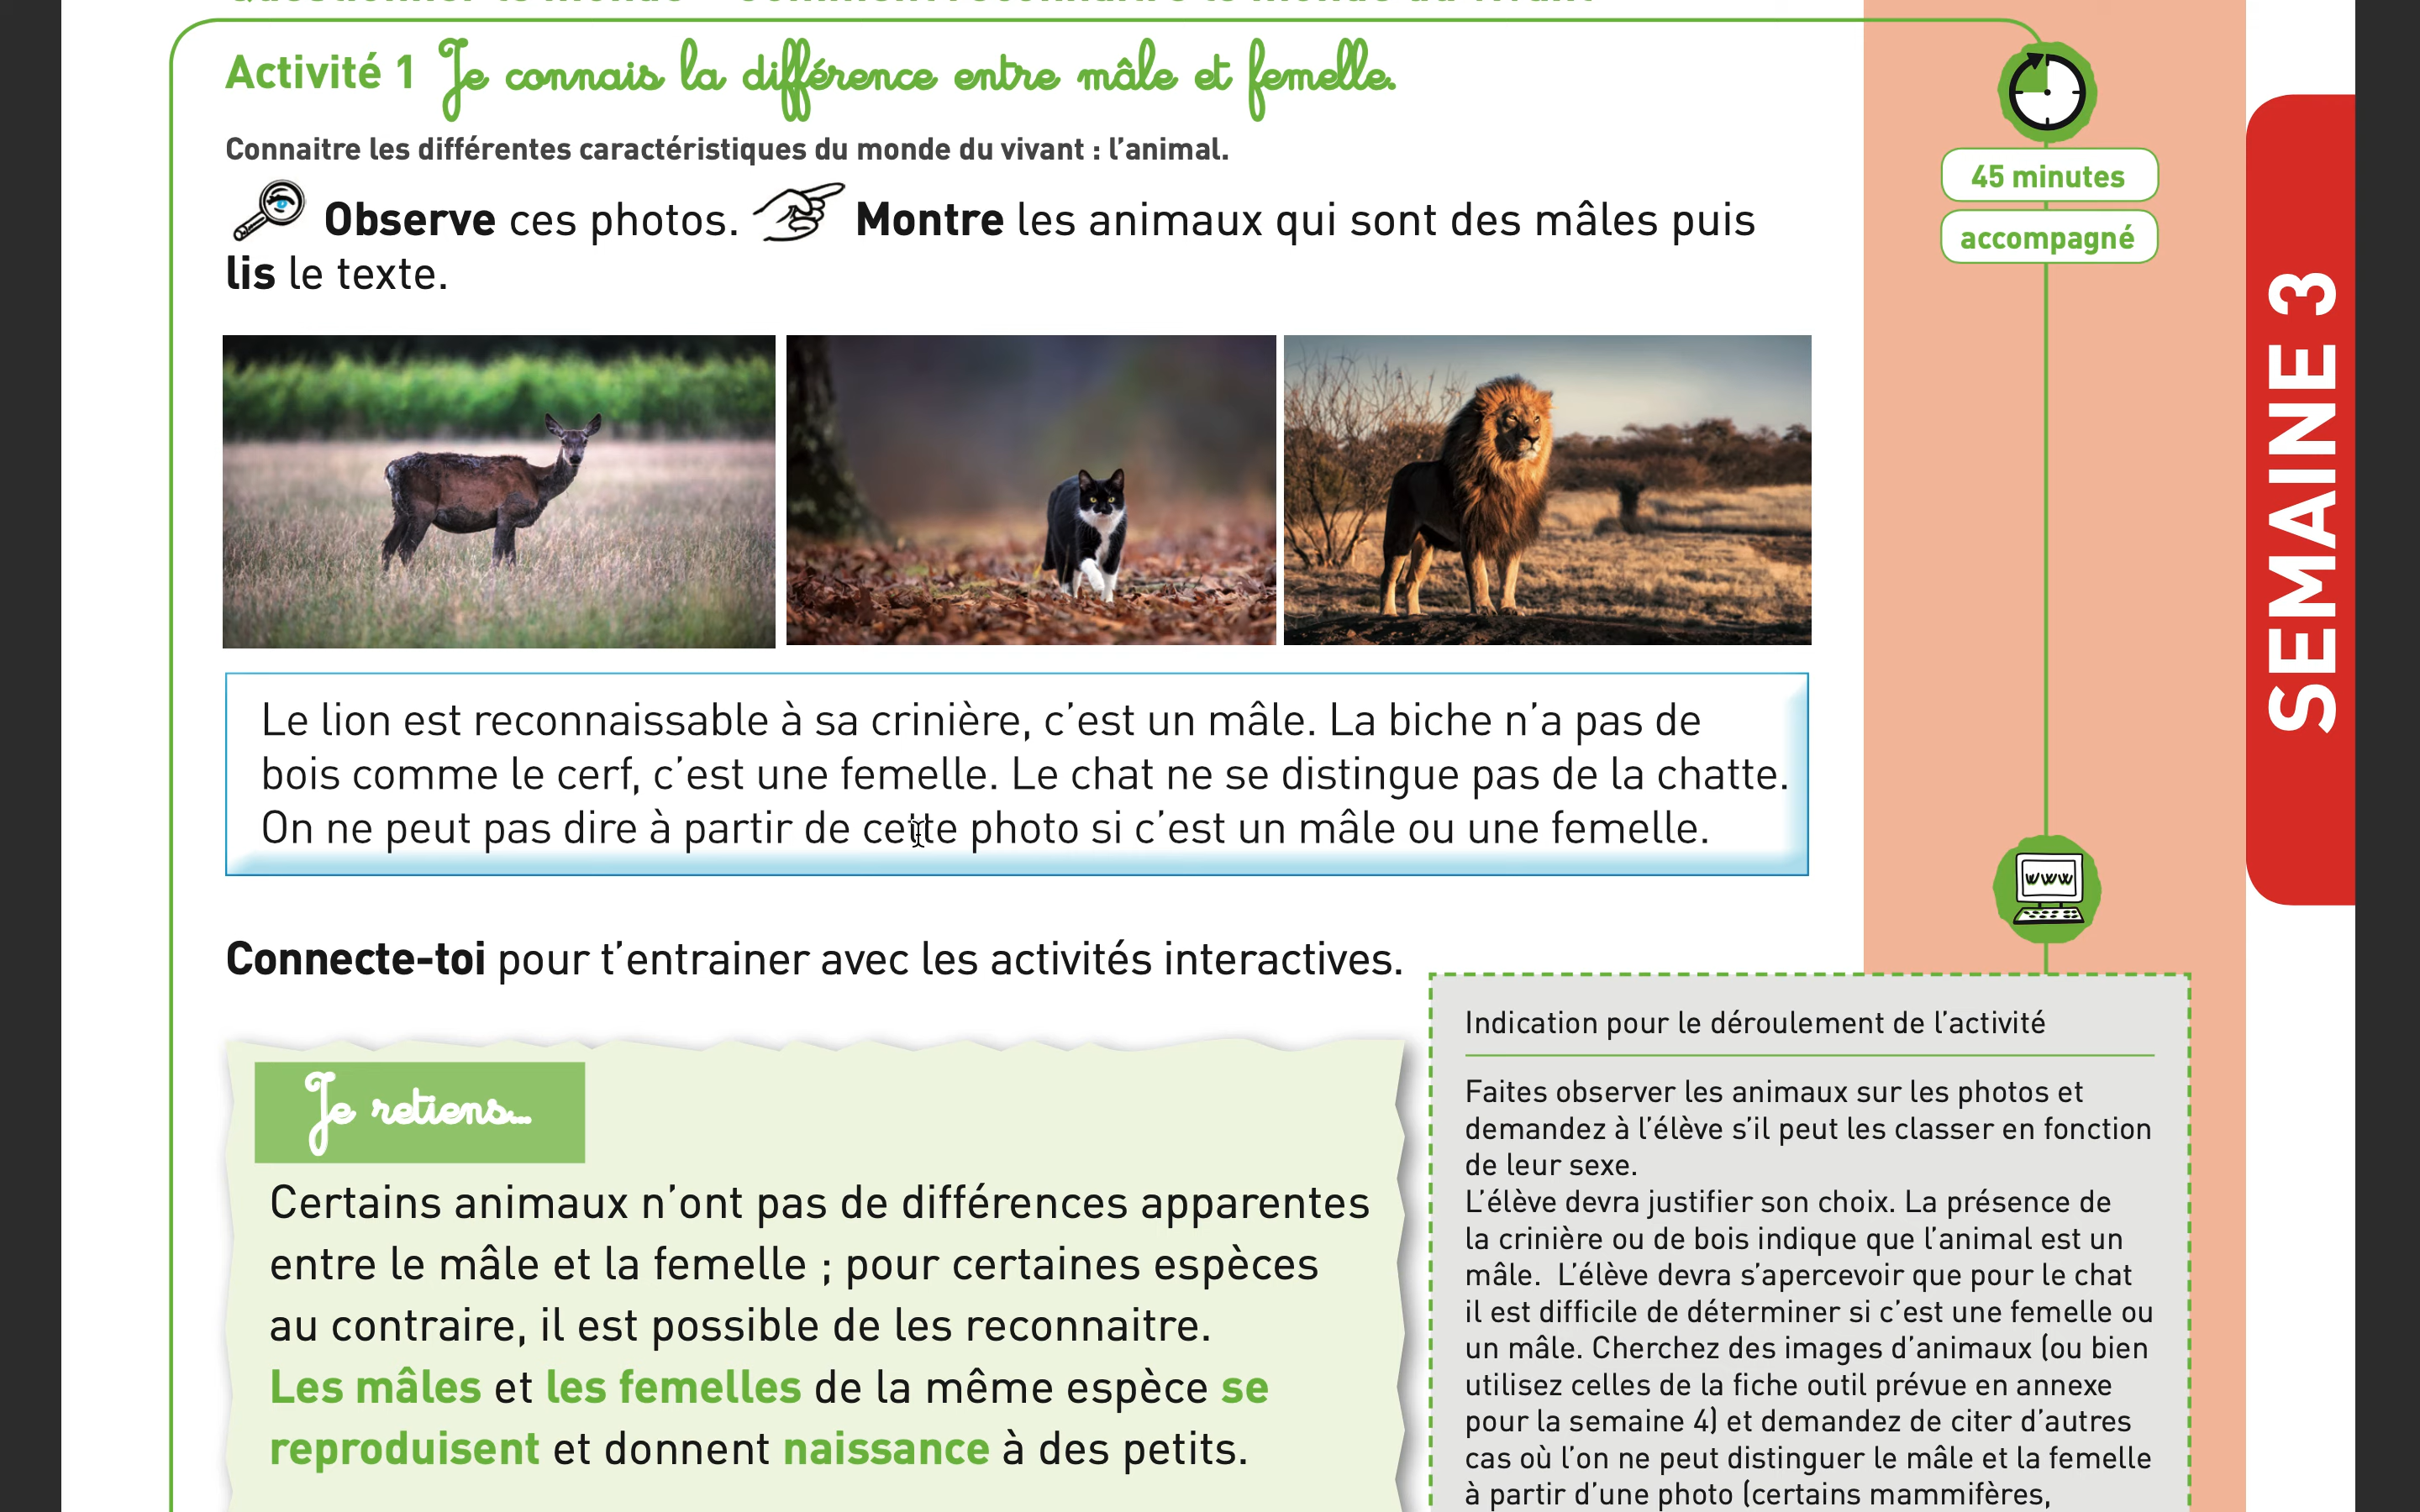 Activité 1 Je connais la différence entre mâle et femelle.
Connaitre les différentes caractéristiques du monde du vivant : l'animal.
Observe ces photos. Montre les animaux qui sont des mâles puis
lis le texte.
45 minutes
accompagné
SEMAINE 3
Le lion est reconnaissable à sa crinière, c'est un mâle. La biche n'a pas de
bois comme le cerf, c'est une femelle. Le chat ne se distingue pas de la chatte.
On ne peut pas dire à partir de cette photo si c'est un mâle ou une femelle.
www
Connecte-toi pour t'entrainer avec les activités interactives.
Je retiens...
Certains animaux n'ont pas de différences apparentes
entre le mâle et la femelle ; pour certaines espèces
au contraire, il est possible de les reconnaitre.
Les mâles et les femelles de la même espèce se
reproduisent et donnent naissance à des petits.
Indication pour le déroulement de l'activité
Faites observer les animaux sur les photos et
demandez à l'élève s'il peut les classer en fonction
de leur sexe.
L'élève devra justifier son choix. La présence de
la crinière ou de bois indique que l'animal est un
mâle. L'élève devra s'apercevoir que pour le chat
il est difficile de déterminer si c'est une femelle ou
un mâle. Cherchez des images d'animaux (ou bien
utilisez celles de la fiche outil prévue en annexe
pour la semaine 4) et demandez de citer d'autres
cas où l'on ne peut distinguer le mâle et la femelle
à partir d'une photo (certains mammifères,